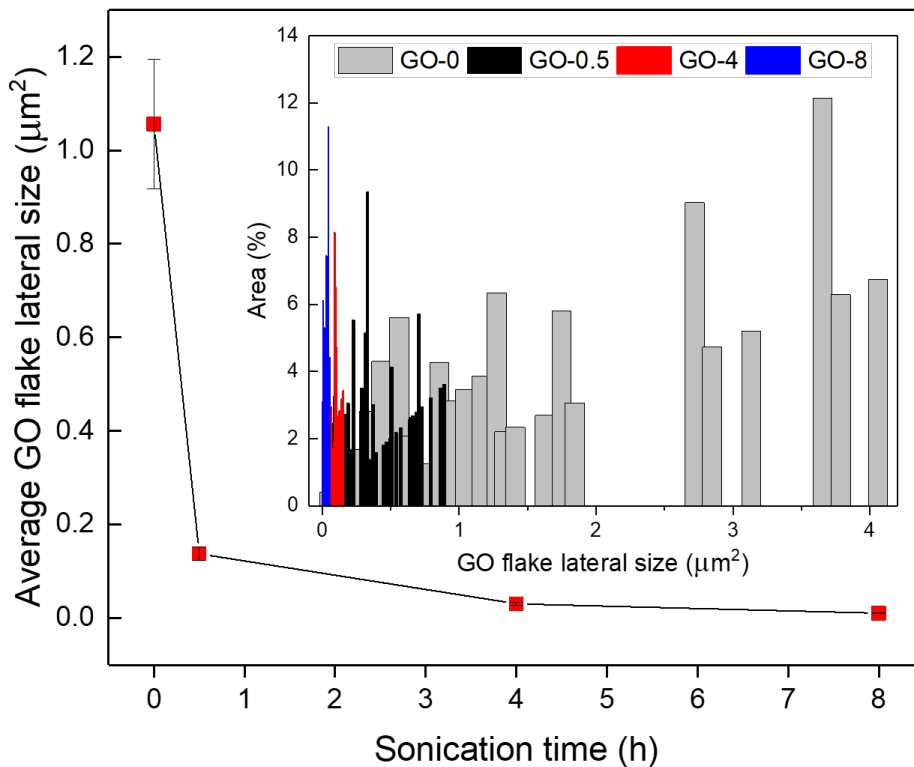 Average GO flake lateral size (μm²)
1.2
1.0
0.8
0.6
0.4
0.2
0.0
0 1 2 3 4 5 6 7 8
Sonication time (h)
GO-0 GO-0.5 GO-4 GO-8
Area (%)
14
12
10
8
6
4
2
0
0 1 2 3 4
GO flake lateral size (μm²)